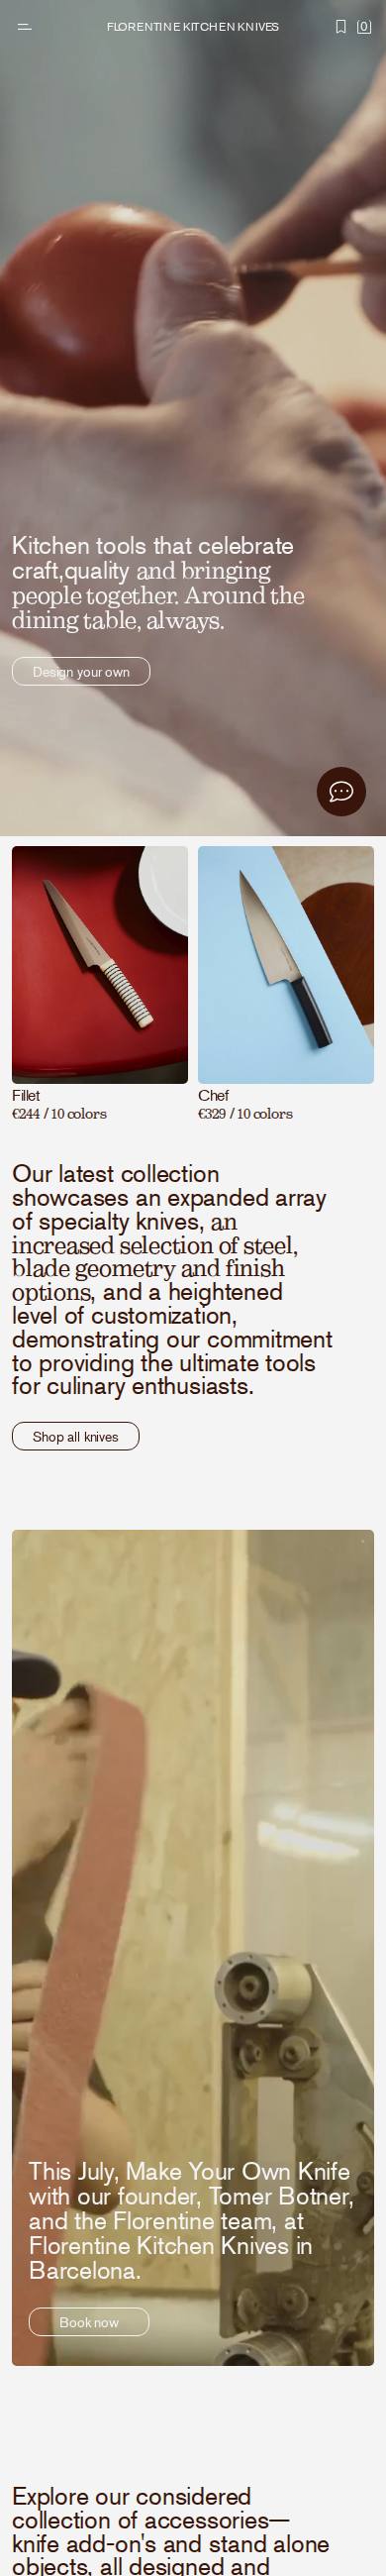 FLORENTINE KITCHEN KNIVES
(0)
Kitchen tools that celebrate
craft,quality and bringing
people together. Around the
dining table, always.
Design your own
Fillet
€244 / 10 colors
Chef
€329 / 10 colors
Our latest collection
showcases an expanded array
of specialty knives, an
increased selection of steel,
blade geometry and finish
options, and a heightened
level of customization,
demonstrating our commitment
to providing the ultimate tools
for culinary enthusiasts.
Shop all knives
This July, Make Your Own Knife
with our founder, Tomer Botner,
and the Florentine team, at
Florentine Kitchen Knives in
Barcelona.
Book now
Explore our considered
collection of accessories—
knife add-on's and stand alone
objects, all designed and